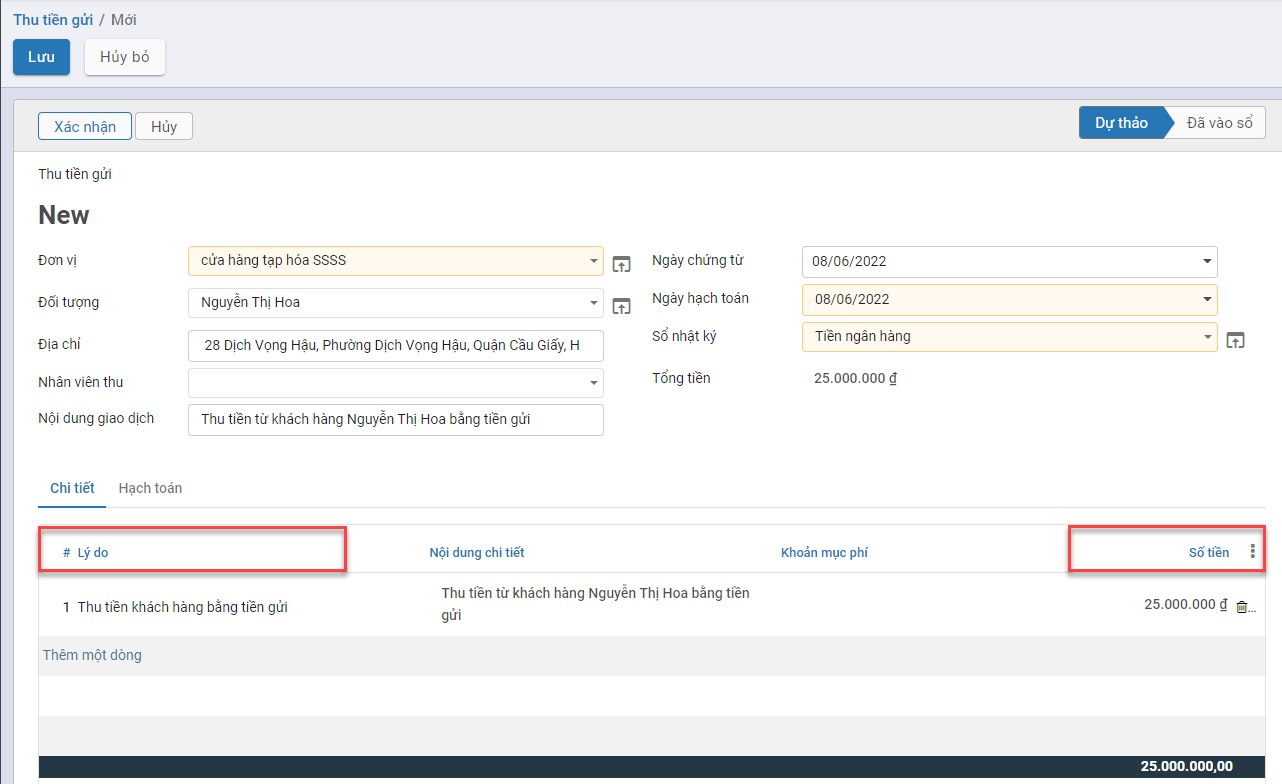 Thu tiền gửi / Mới
Lưu Hủy bỏ
Xác nhận Hủy Dự thảo Đã vào sổ
Thu tiền gửi
New
Đơn vị cửa hàng tạp hóa SSSS Ngày chứng từ 08/06/2022
Đối tượng Nguyễn Thị Hoa Ngày hạch toán 08/06/2022
Địa chỉ 28 Dịch Vọng Hậu, Phường Dịch Vọng Hậu, Quận Cầu Giấy, H Sổ nhật ký Tiền ngân hàng
Nhân viên thu Tổng tiền 25.000.000 ₫
Nội dung giao dịch Thu tiền từ khách hàng Nguyễn Thị Hoa bằng tiền gửi
Chi tiết Hạch toán
# Lý do Nội dung chi tiết Khoản mục phí Số tiền
1 Thu tiền khách hàng bằng tiền gửi Thu tiền từ khách hàng Nguyễn Thị Hoa bằng tiền 25.000.000 ₫ ...
gửi
Thêm một dòng
25.000.000,00